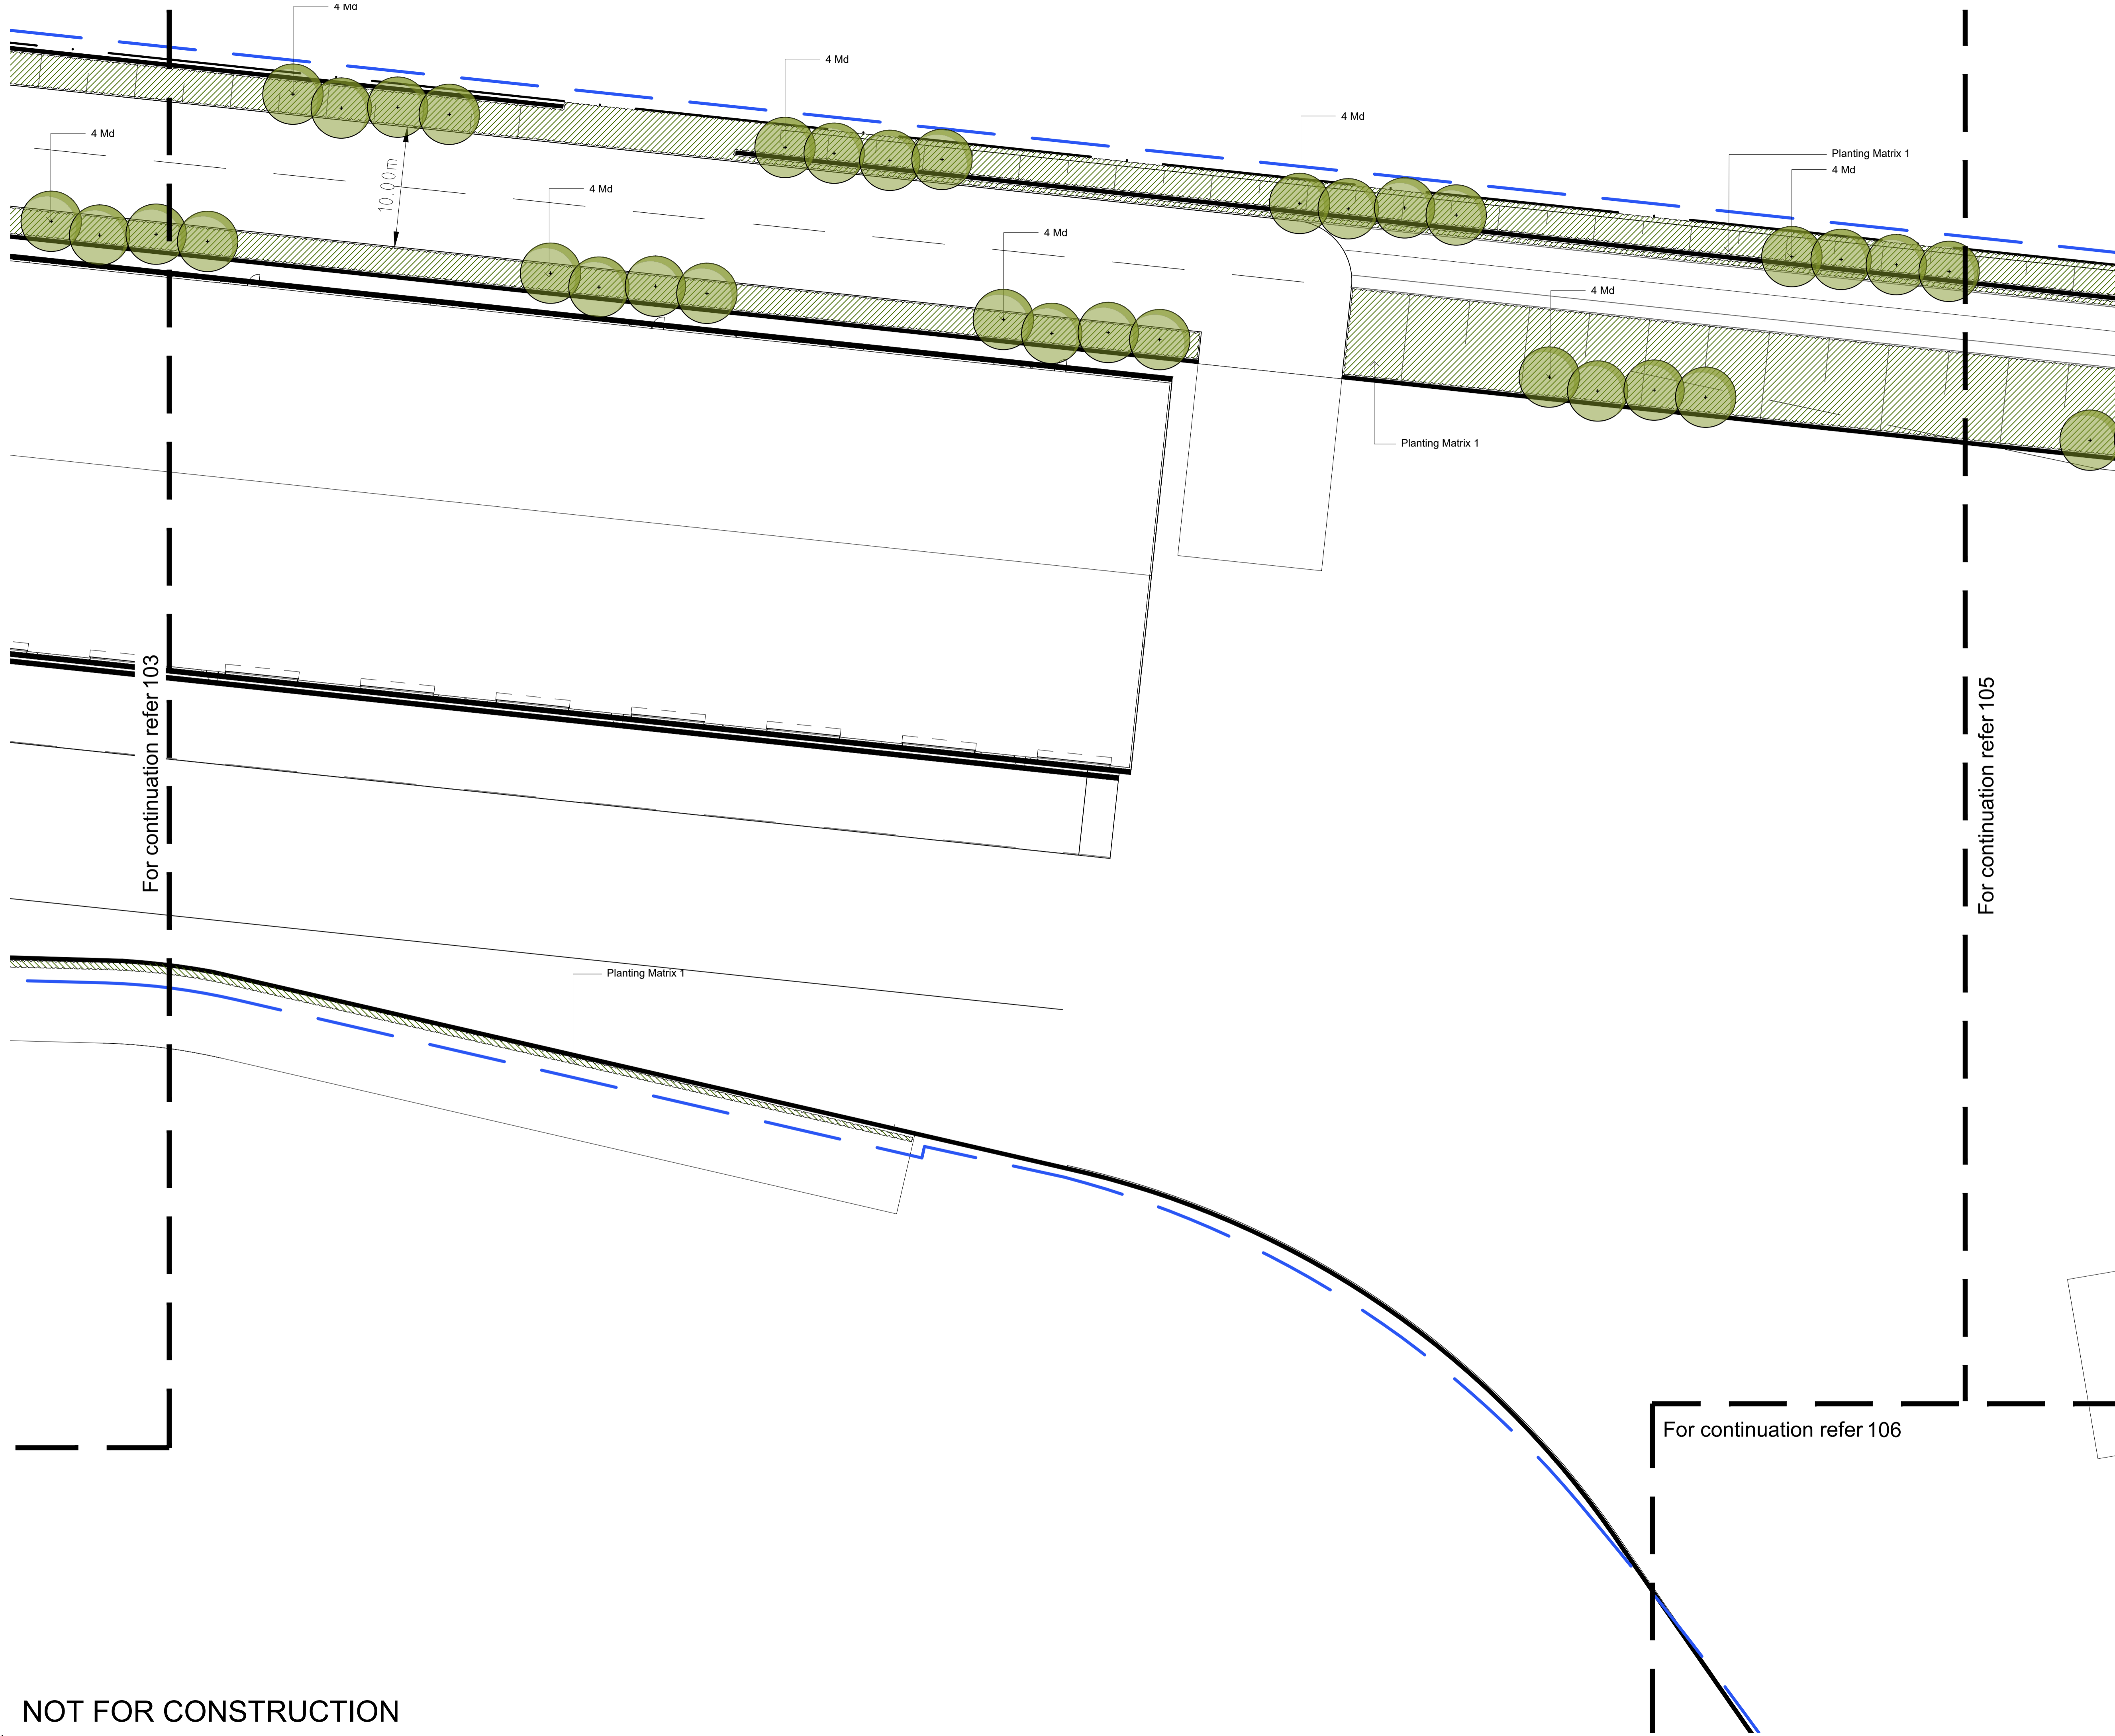 4 Md
4 Md
4 Md
4 Md
Planting Matrix 1
4 Md
4 Md
4 Md
4 Md
10.00m
Planting Matrix 1
For continuation refer 103
For continuation refer 105
Planting Matrix 1
For continuation refer 106
NOT FOR CONSTRUCTION